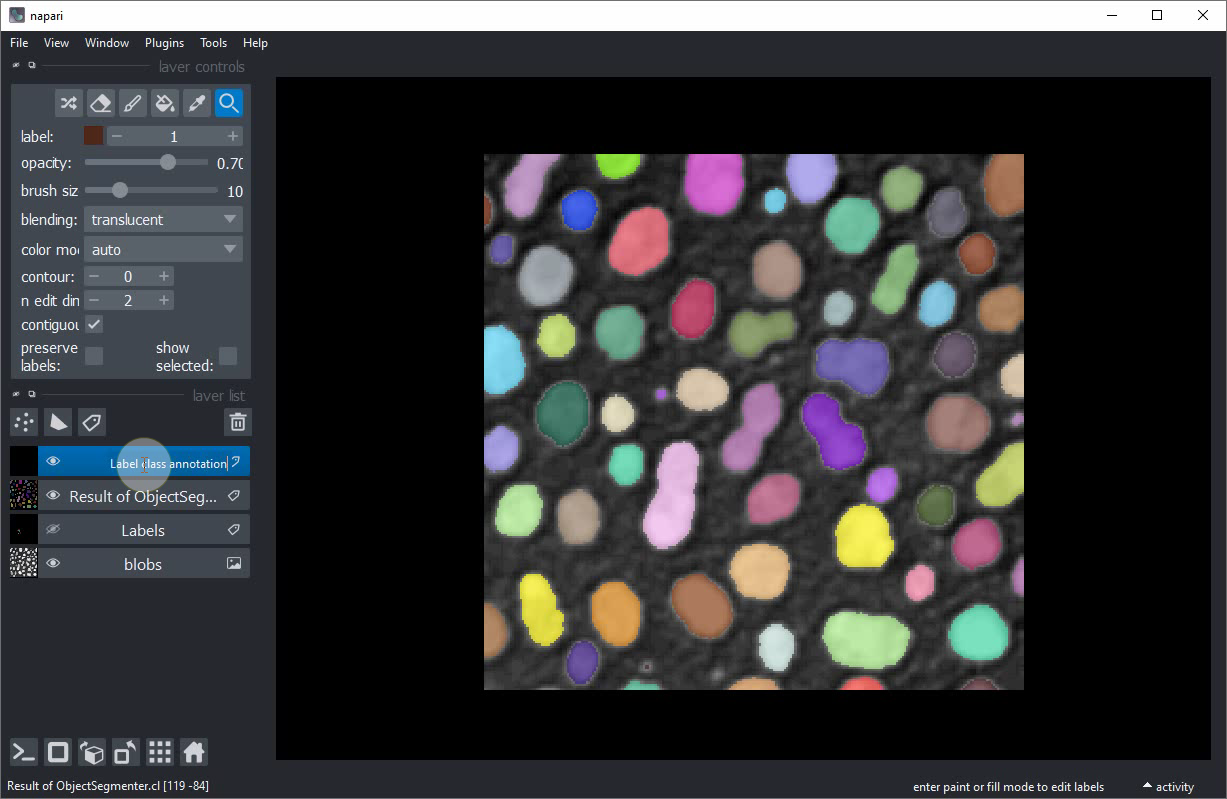 napari
File View Window Plugins Tools Help
layer controls
label: 1
opacity: 0.70
brush siz 10
blending: translucent
color mo auto
contour: 0
n edit din 2
contiguou
preserve labels: show selected:
layer list
Label class annotation
Result of ObjectSeg...
Labels
blobs
Result of ObjectSegmenter.cl [119 -84]
enter paint or fill mode to edit labels
activity